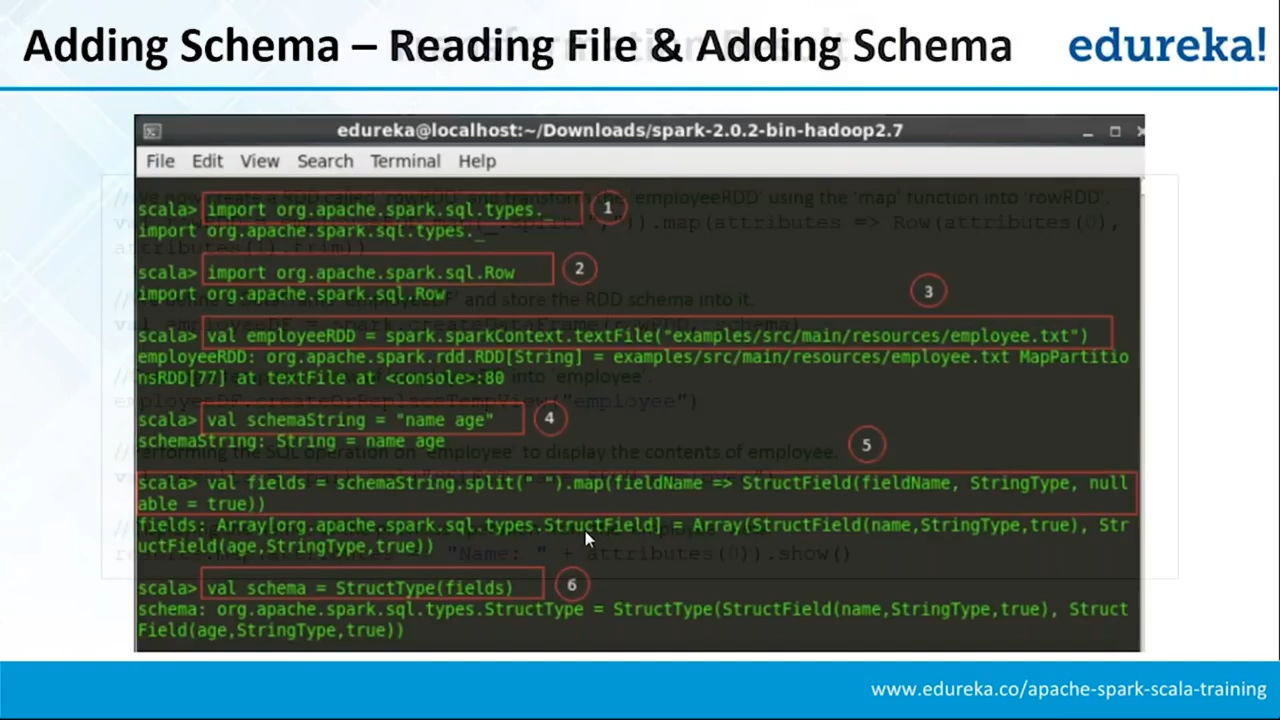 Adding Schema – Reading File & Adding Schema
edureka!
edureka@localhost:~/Downloads/spark-2.0.2-bin-hadoop2.7
File Edit View Search Terminal Help
scala> import org.apache.spark.sql.types._
1
import org.apache.spark.sql.types._
scala> import org.apache.spark.sql.Row
2
import org.apache.spark.sql.Row
3
scala> val employeeRDD = spark.sparkContext.textFile("examples/src/main/resources/employee.txt")
employeeRDD: org.apache.spark.rdd.RDD[String] = examples/src/main/resources/employee.txt MapPartitio
nsRDD[77] at textFile at <console>:80
scala> val schemaString = "name age"
4
schemaString: String = name age
5
scala> val fields = schemaString.split(" ").map(fieldName => StructField(fieldName, StringType, null
able = true))
fields: Array[org.apache.spark.sql.types.StructField] = Array(StructField(name,StringType,true), Str
uctField(age,StringType,true))
scala> val schema = StructType(fields)
6
schema: org.apache.spark.sql.types.StructType = StructType(StructField(name,StringType,true), Struct
Field(age,StringType,true))
www.edureka.co/apache-spark-scala-training